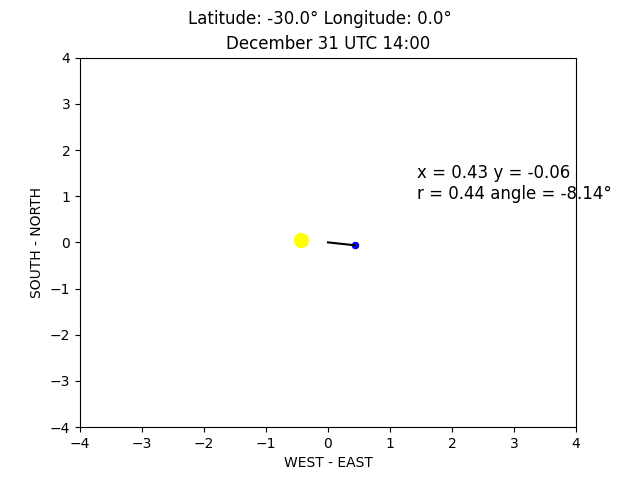 Latitude: -30.0° Longitude: 0.0°
December 31 UTC 14:00
4
3
2
1
0
−1
−2
−3
−4
SOUTH - NORTH
x = 0.43 y = -0.06
r = 0.44 angle = -8.14°
−4 −3 −2 −1 0 1 2 3 4
WEST - EAST